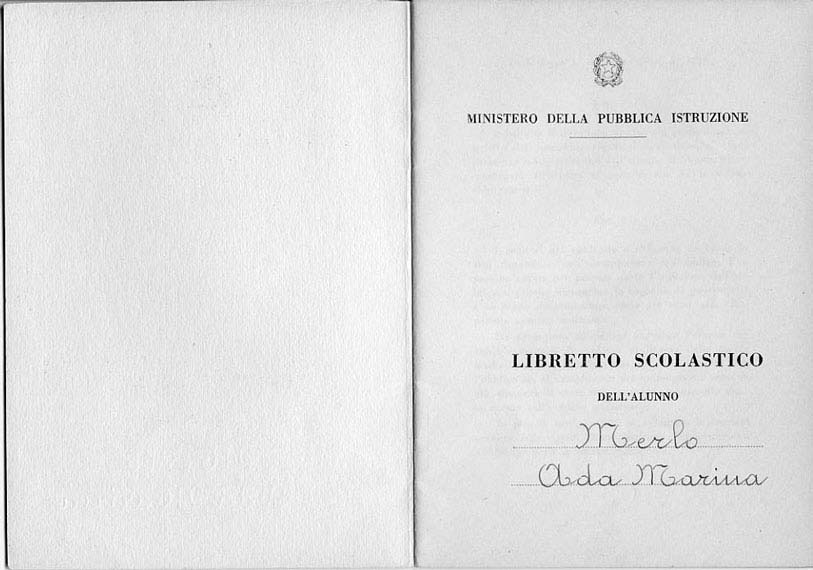 MINISTERO DELLA PUBBLICA ISTRUZIONE
LIBRETTO SCOLASTICO
DELL'ALUNNO
Merlo
Ada Marina